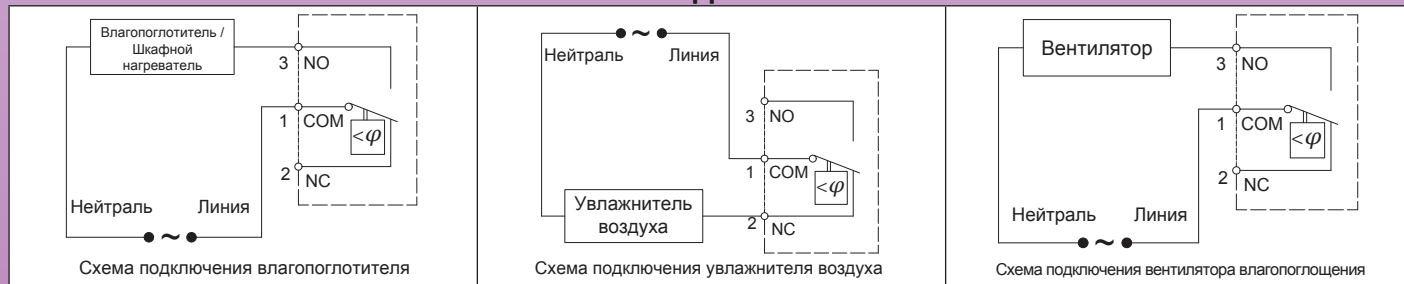 Влагопоглотитель /
Шкафной
нагреватель
3 NO
1 COM
<φ
2 NC
Нейтраль Линия
~
Схема подключения влагопоглотителя
~
Нейтраль Линия
3 NO
1 COM
<φ
Увлажнитель
воздуха
2 NC
Схема подключения увлажнителя воздуха
Вентилятор
3 NO
1 COM
<φ
2 NC
Нейтраль Линия
~
Схема подключения вентилятора влагопоглощения